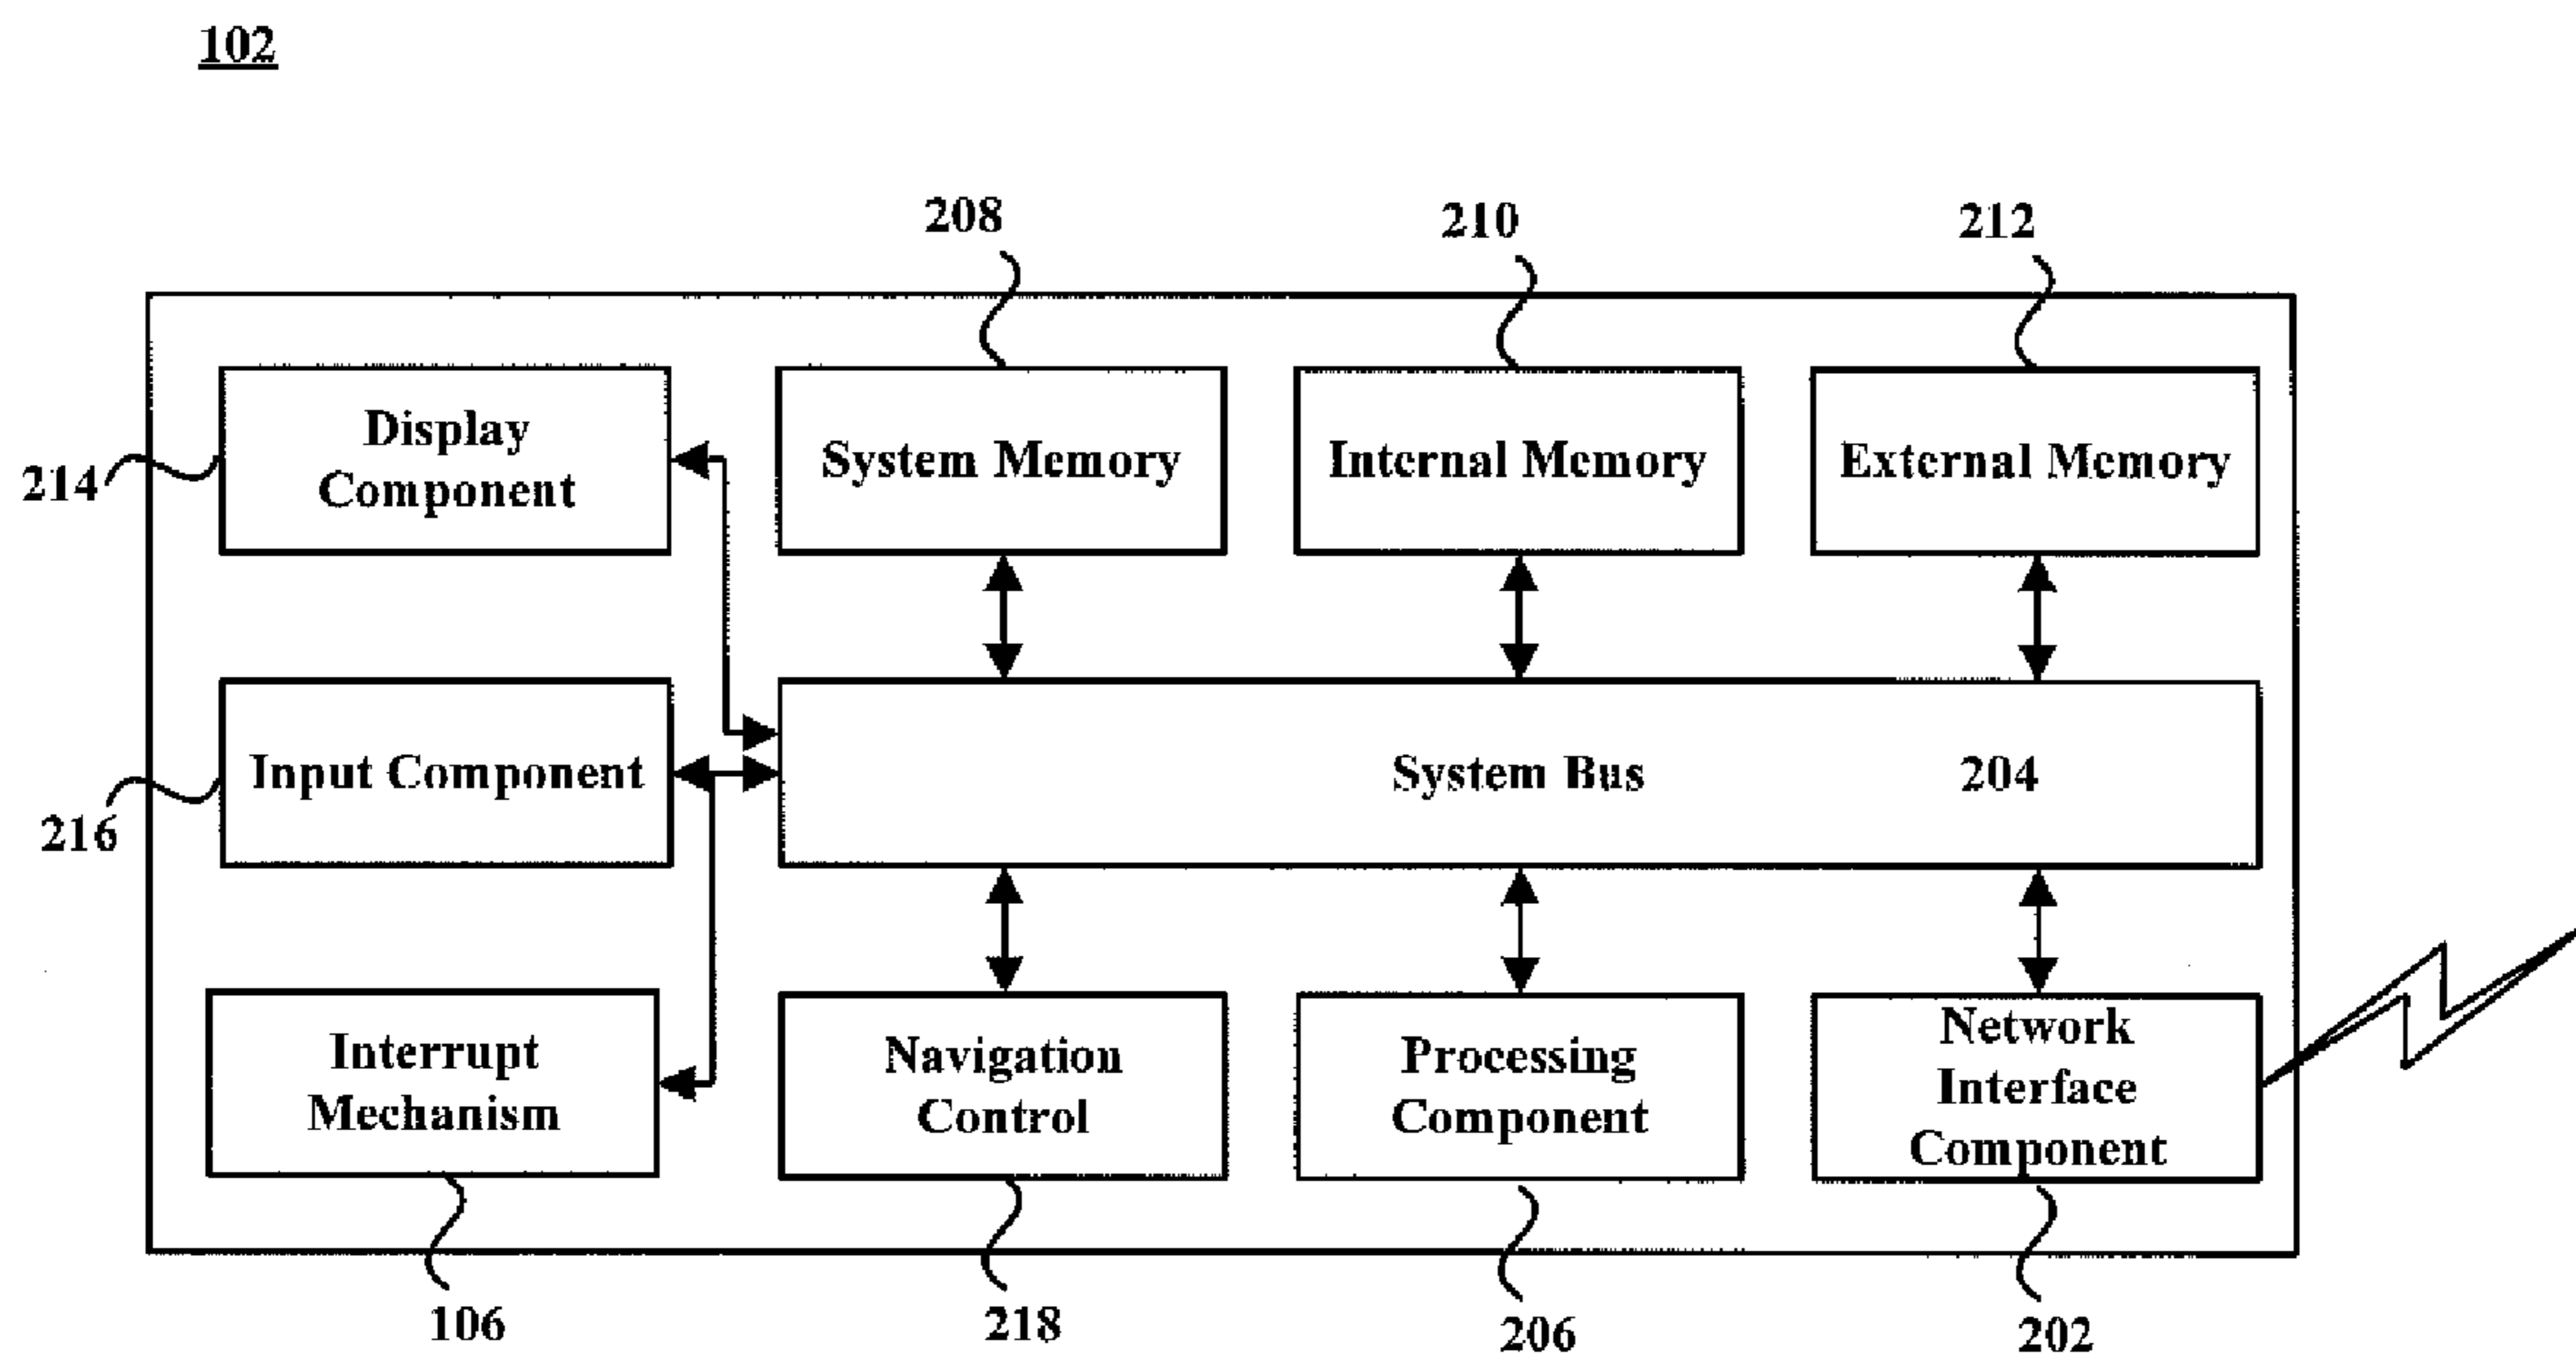 102
208
210
212
Display
Component
214
System Memory
Internal Memory
External Memory
Input Component
216
System Bus
204
Interrupt
Mechanism
Navigation
Control
Processing
Component
Network
Interface
Component
106
218
206
202